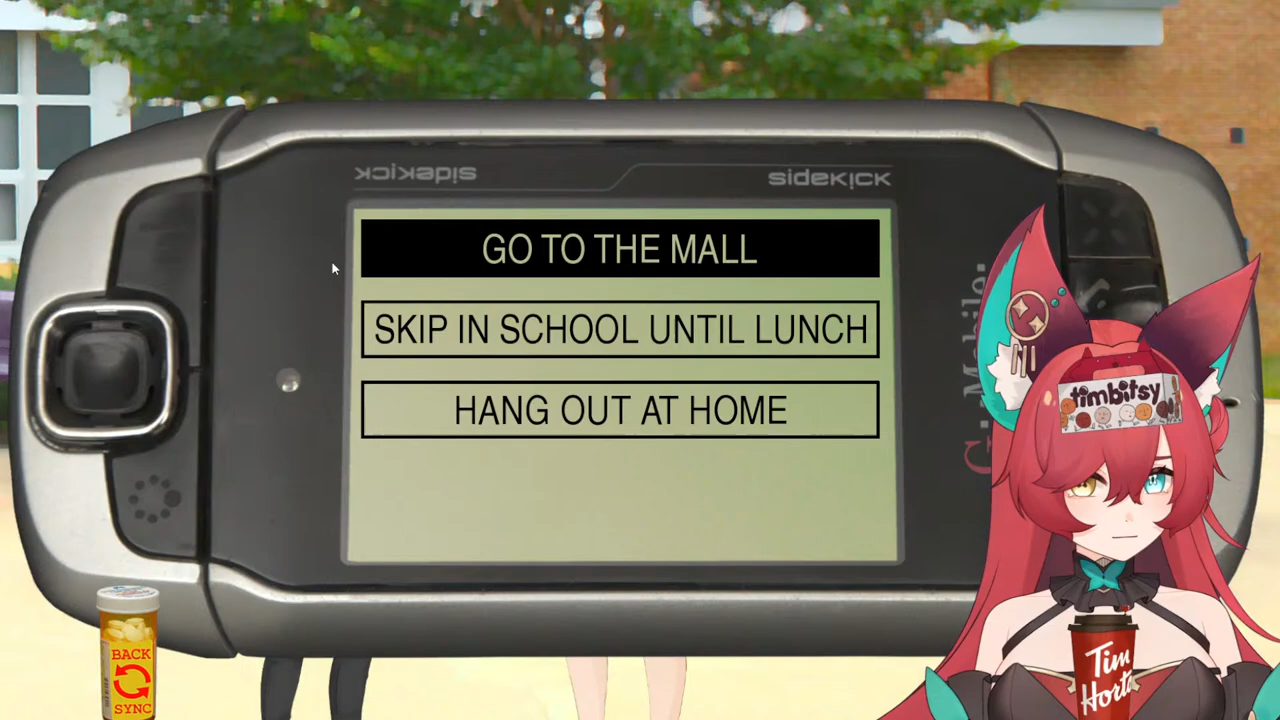 sidekick
sidekick
GO TO THE MALL
SKIP IN SCHOOL UNTIL LUNCH
HANG OUT AT HOME
timbitsy
Tim
BACK
SYNC